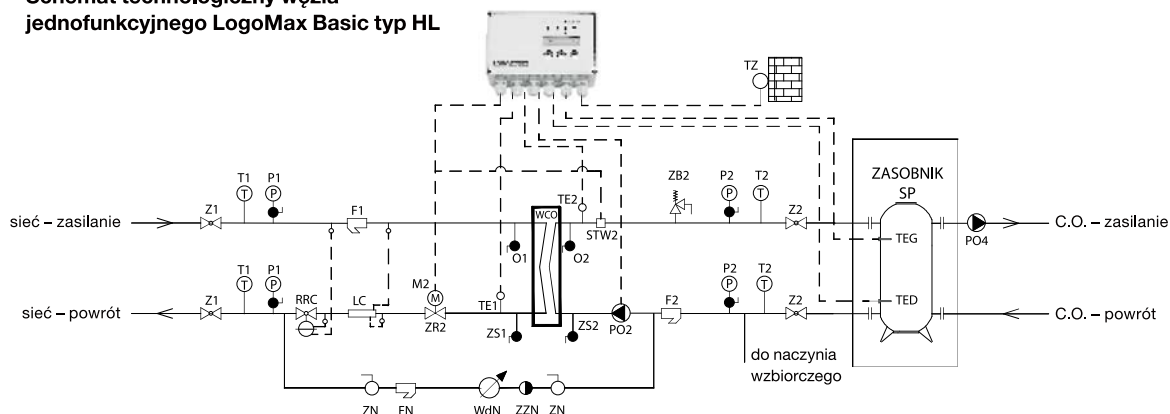 Schemat technologiczny węzła
jednofunkcyjnego LogoMax Basic typ HL
TZ
ZASOBNIK
SP
T1 P1 F1 TE2 ZB2 P2 T2
Z1 WCO STW2 Z2
sieć – zasilanie
C.O. – zasilanie
O1 O2 TEG PO4
T1 P1 M2 P2 T2
Z1 RRC LC M TE1 F2 Z2 TED
sieć – powrót
C.O. – powrót
ZR2 ZS1 ZS2 PO2
do naczynia
wzbiorczego
ZN FN WdN ZZN ZN